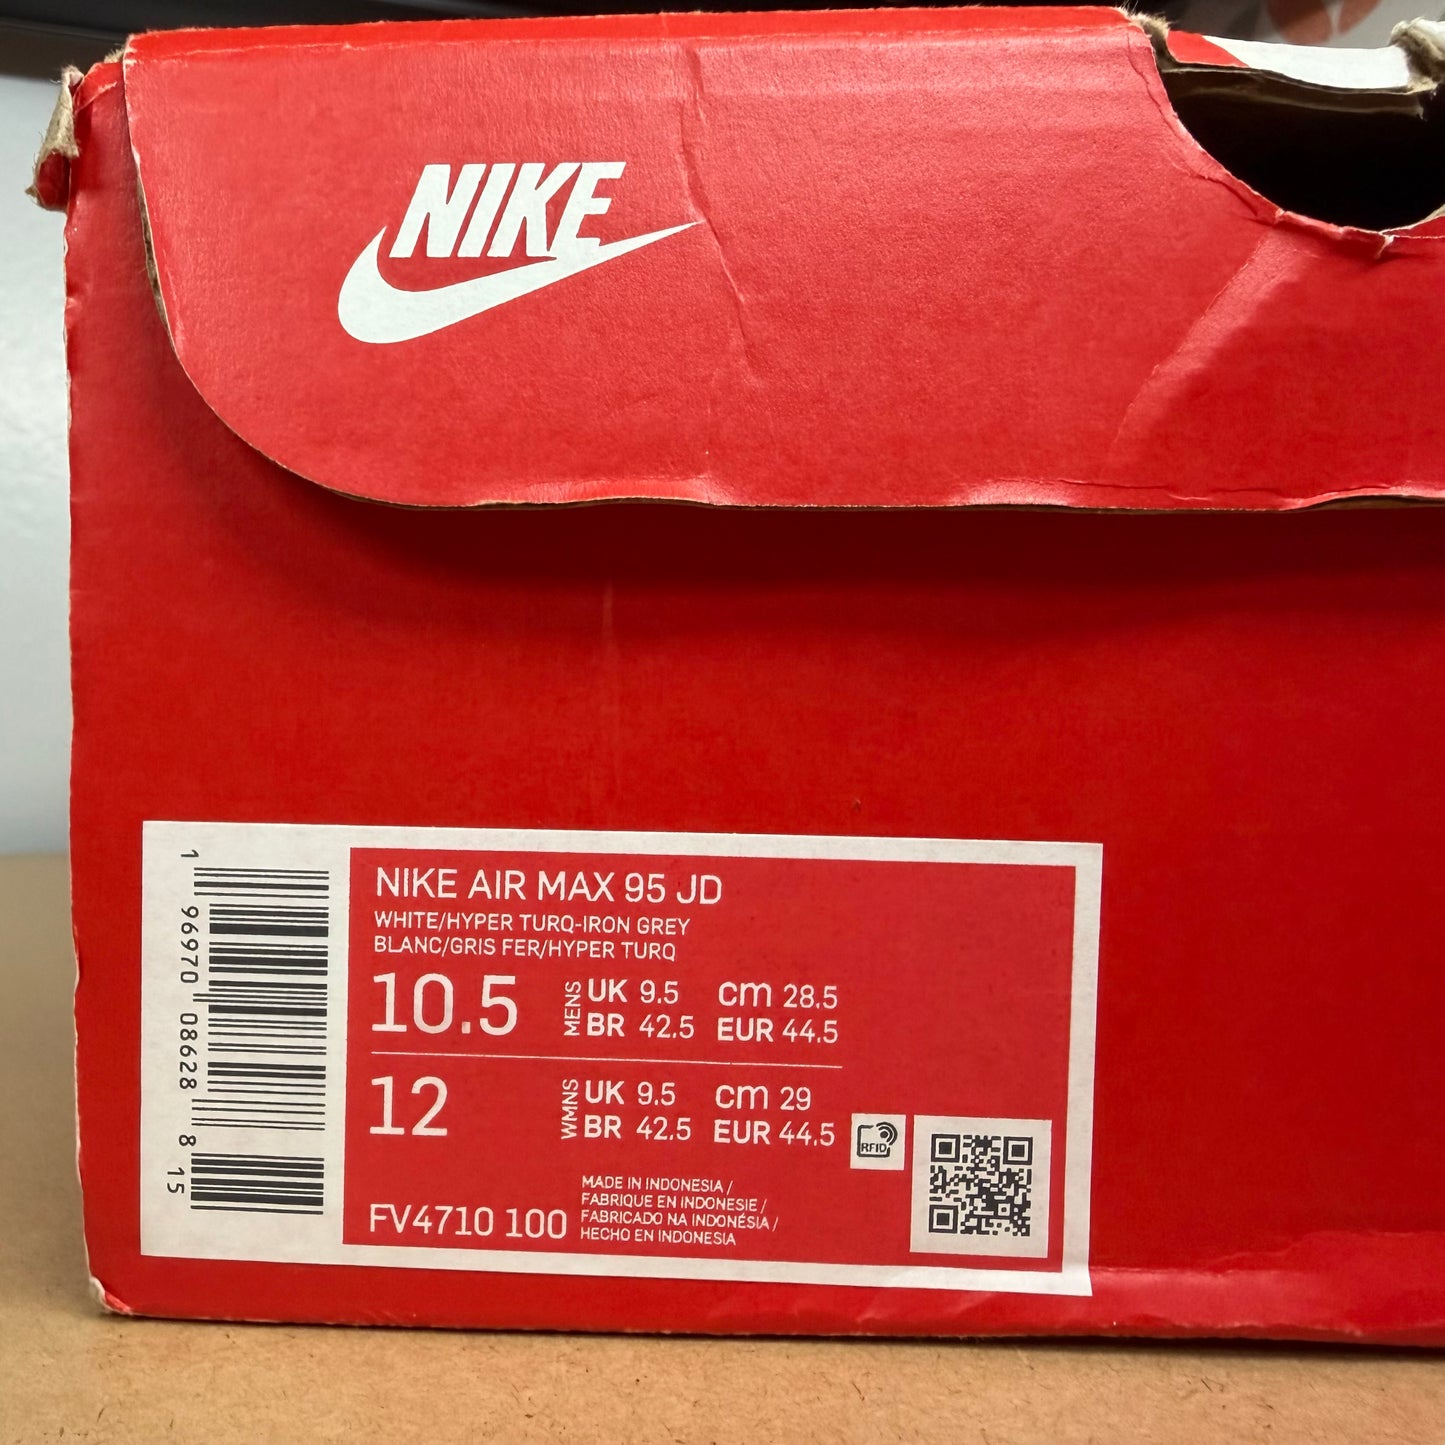 NIKE
NIKE AIR MAX 95 JD
WHITE/HYPER TURQ-IRON GREY
BLANC/GRIS FER/HYPER TURQ
10.5 MENS UK 9.5 cm 28.5
BR 42.5 EUR 44.5
12 WMNS UK 9.5 cm 29
BR 42.5 EUR 44.5
RFID
FV4710 100
MADE IN INDONESIA /
FABRIQUE EN INDONESIE /
FABRICADO NA INDONÉSIA /
HECHO EN INDONESIA
1 96970 08628 8 15